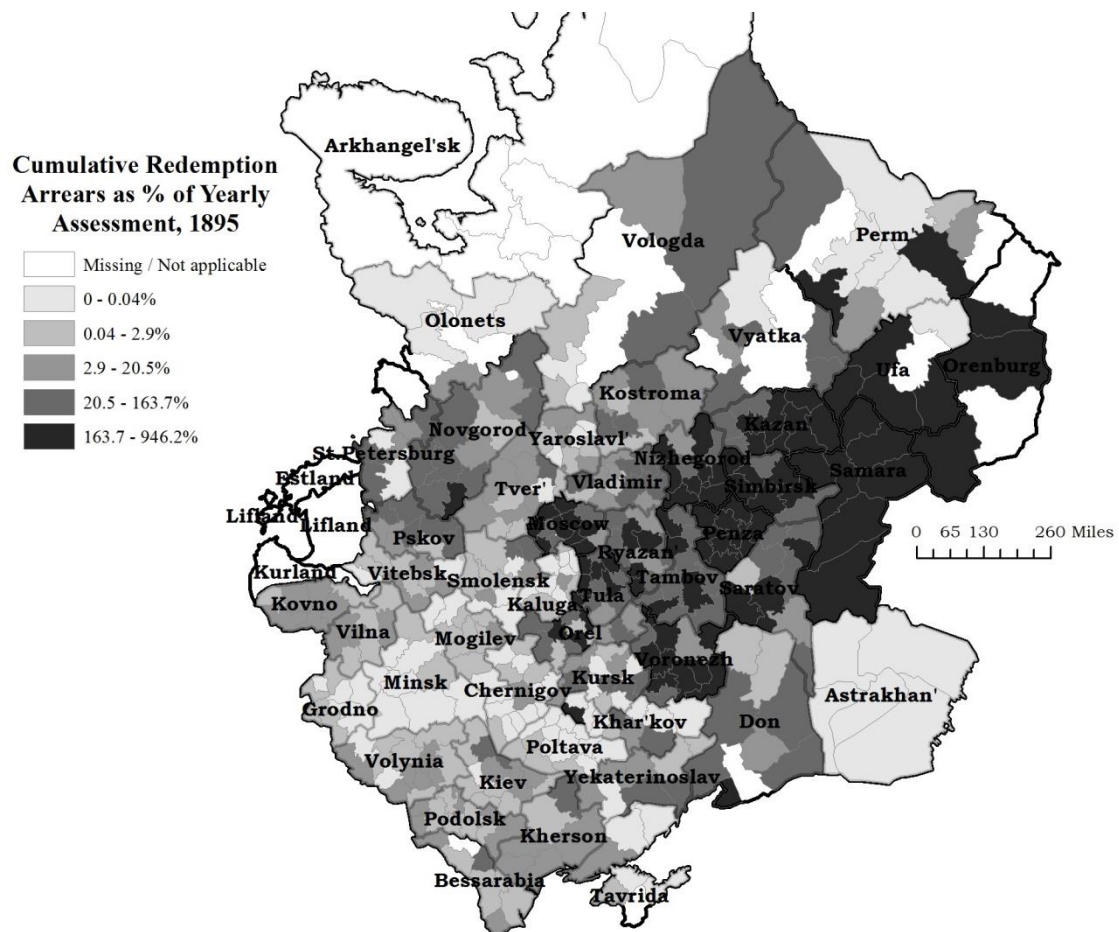 Cumulative Redemption
Arrears as % of Yearly
Assessment, 1895
Missing / Not applicable
0 - 0.04%
0.04 - 2.9%
2.9 - 20.5%
20.5 - 163.7%
163.7 - 946.2%
Arkhangel'sk
Vologda
Perm'
Olonets
Vyatka
Ufa
Orenburg
Kostroma
Novgorod
Kazan'
St.Petersburg
Yaroslavl'
Nizhegorod
Samara
Estland
Tver'
Vladimir
Simbirsk
Lifland
Lifland
Moscow
Penza
0 65 130 260 Miles
Pskov
Ryazan'
Kurland
Vitebsk
Smolensk
Tambov
Saratov
Kovno
Kaluga
Tula
Vilna
Mogilev
Orel
Voronezh
Minsk
Chernigov
Kursk
Astrakhan'
Grodno
Khar'kov
Don
Poltava
Volynia
Kiev
Yekaterinoslav
Podolsk
Kherson
Bessarabia
Tavrida